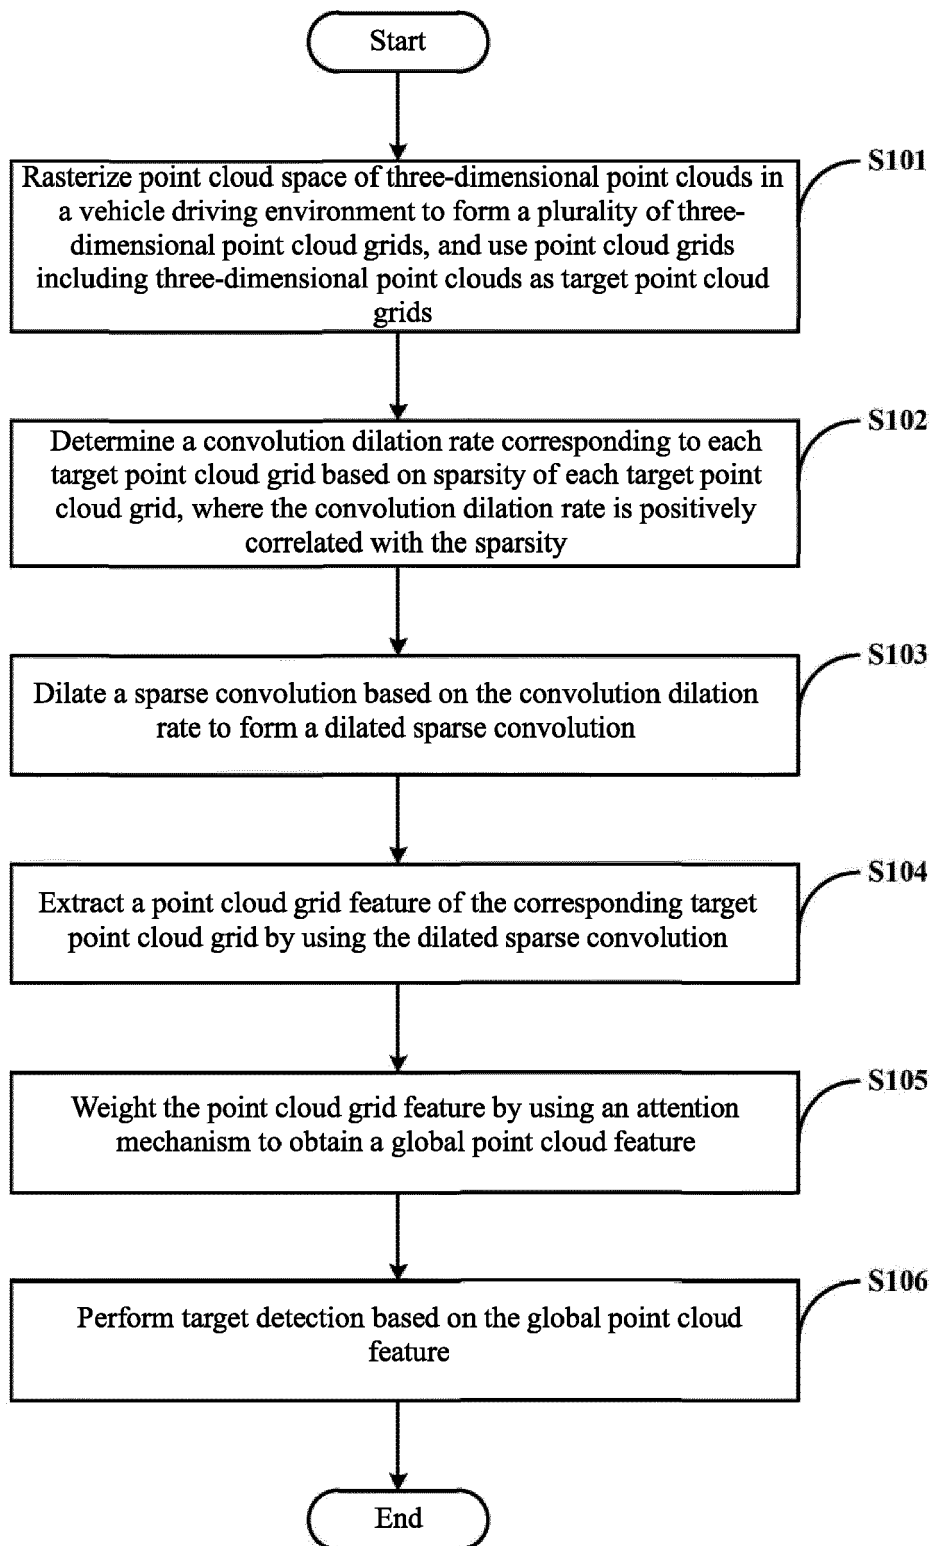 Start
S101
Rasterize point cloud space of three-dimensional point clouds in
a vehicle driving environment to form a plurality of three-
dimensional point cloud grids, and use point cloud grids
including three-dimensional point clouds as target point cloud
grids
S102
Determine a convolution dilation rate corresponding to each
target point cloud grid based on sparsity of each target point
cloud grid, where the convolution dilation rate is positively
correlated with the sparsity
S103
Dilate a sparse convolution based on the convolution dilation
rate to form a dilated sparse convolution
S104
Extract a point cloud grid feature of the corresponding target
point cloud grid by using the dilated sparse convolution
S105
Weight the point cloud grid feature by using an attention
mechanism to obtain a global point cloud feature
S106
Perform target detection based on the global point cloud
feature
End